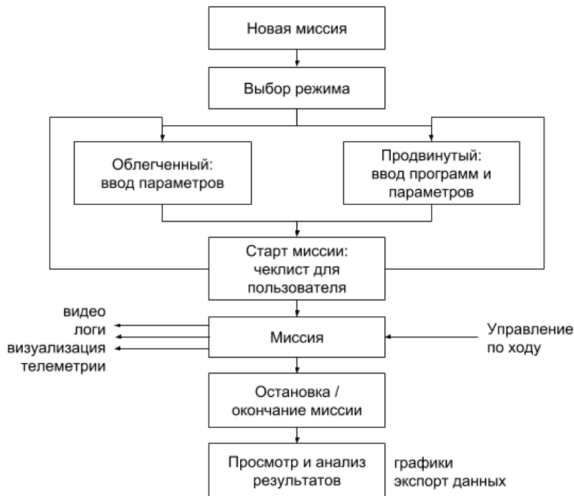 Новая миссия
Выбор режима
Облегченный:
ввод параметров
Продвинутый:
ввод программ и
параметров
Старт миссии:
чеклист для
пользователя
видео
логи
визуализация
телеметрии
Миссия
Управление
по ходу
Остановка /
окончание миссии
Просмотр и анализ
результатов
графики
экспорт данных